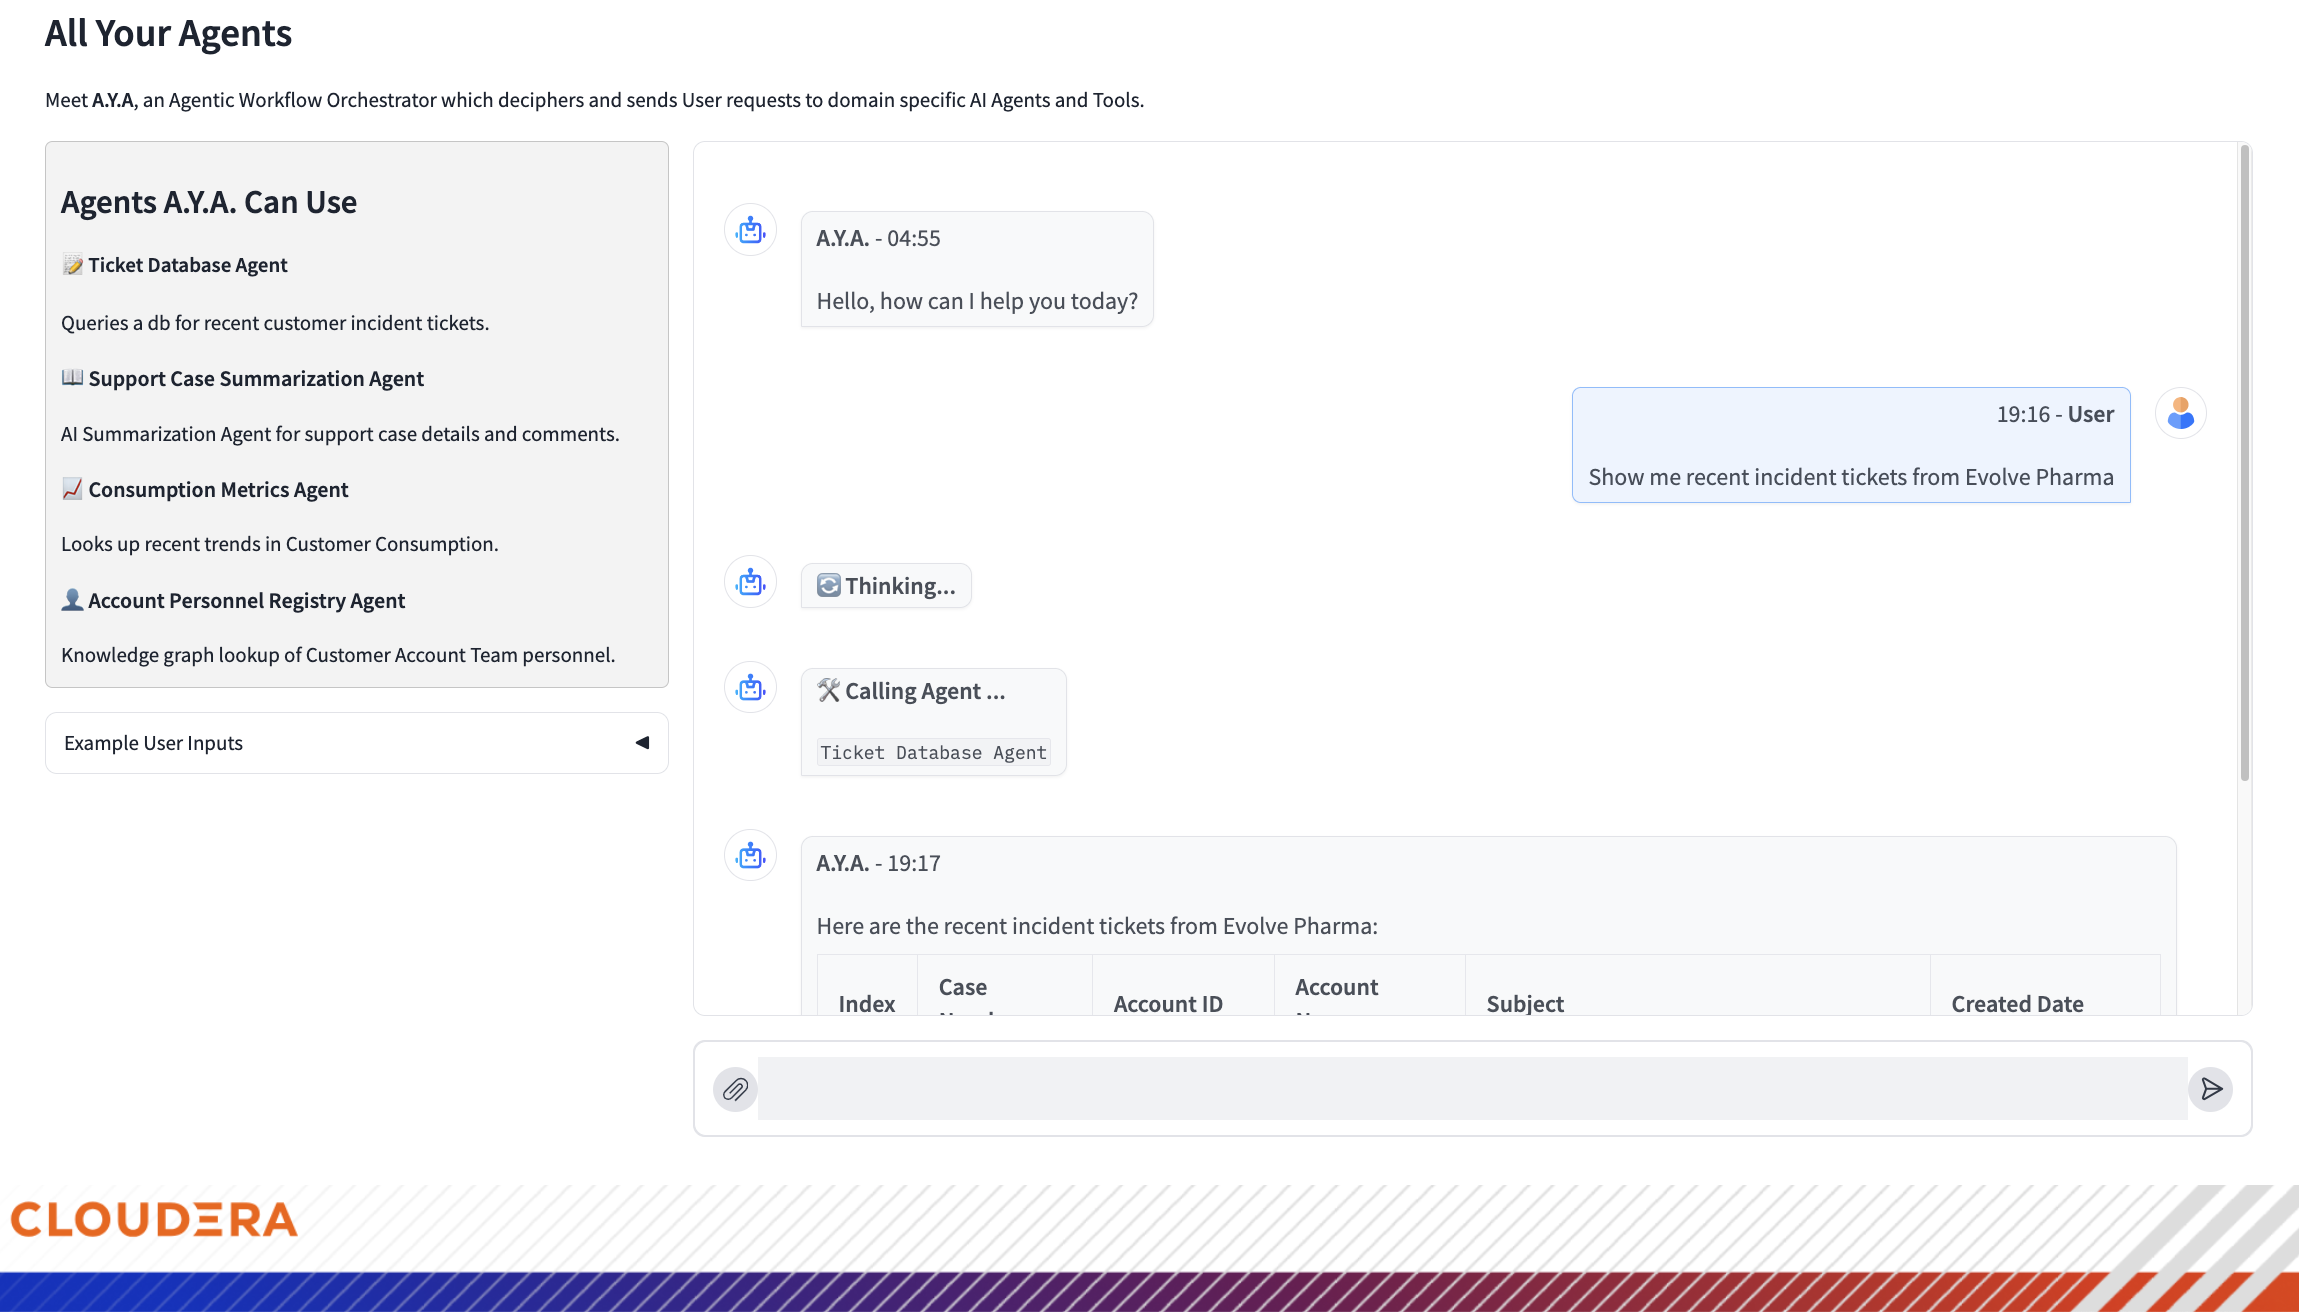 All Your Agents
Meet A.Y.A, an Agentic Workflow Orchestrator which deciphers and sends User requests to domain specific AI Agents and Tools.
Agents A.Y.A. Can Use
Ticket Database Agent
Queries a db for recent customer incident tickets.
Support Case Summarization Agent
AI Summarization Agent for support case details and comments.
Consumption Metrics Agent
Looks up recent trends in Customer Consumption.
Account Personnel Registry Agent
Knowledge graph lookup of Customer Account Team personnel.
Example User Inputs
A.Y.A. - 04:55
Hello, how can I help you today?
19:16 - User
Show me recent incident tickets from Evolve Pharma
Thinking...
Calling Agent ...
Ticket Database Agent
A.Y.A. - 19:17
Here are the recent incident tickets from Evolve Pharma:
Index
Case
Account ID
Account
Subject
Created Date
CLOUDERA